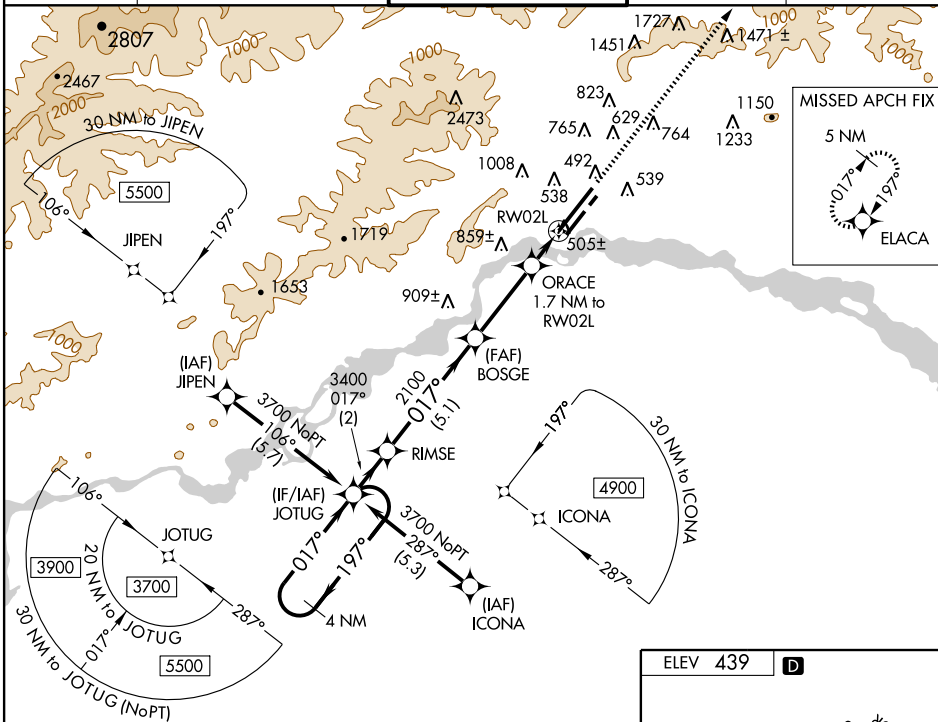 1727
1000
1451
1471 ±
2807
1000
1000
2467
2000
2473
823
629
765
764
1150
1233
MISSED APCH FIX
5 NM
017°
197°
ELACA
30 NM to JIPEN
5500
106°
197°
JIPEN
1008
492
538
539
RW02L
505±
859±
1719
ORACE
1.7 NM to
RW02L
1653
909±
1000
(FAF)
BOSGE
(IAF)
JIPEN
3400
017°
(2)
2100
017°
(5.1)
3700 NoPT
106°
(5.7)
RIMSE
(IF/IAF)
JOTUG
197°
30 NM to ICONA
4900
ICONA
287°
3700 NoPT
287°
(5.3)
(IAF)
ICONA
017°
197°
4 NM
106°
JOTUG
3900
20 NM to JOTUG
3700
287°
017°
5500
30 NM to JOTUG (NoPT)
ELEV 439
D